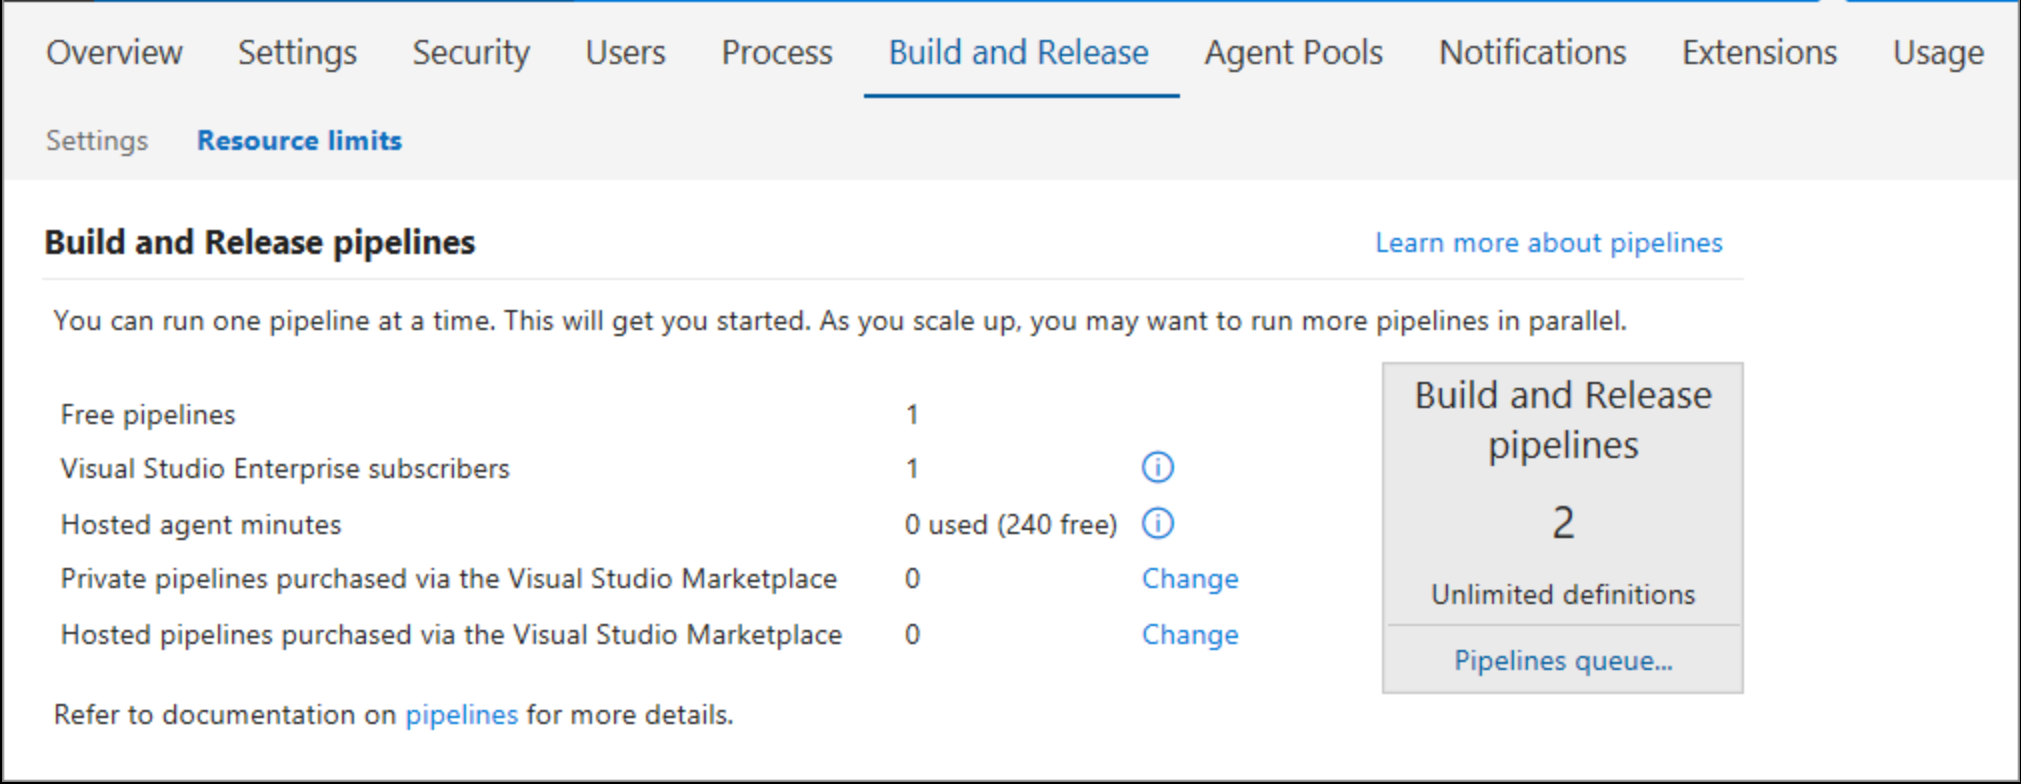 Overview Settings Security Users Process Build and Release Agent Pools Notifications Extensions Usage
Settings Resource limits
Build and Release pipelines Learn more about pipelines
You can run one pipeline at a time. This will get you started. As you scale up, you may want to run more pipelines in parallel.
Free pipelines 1
Visual Studio Enterprise subscribers 1
Hosted agent minutes 0 used (240 free)
Private pipelines purchased via the Visual Studio Marketplace 0 Change
Hosted pipelines purchased via the Visual Studio Marketplace 0 Change
Build and Release
pipelines
2
Unlimited definitions
Pipelines queue...
Refer to documentation on pipelines for more details.